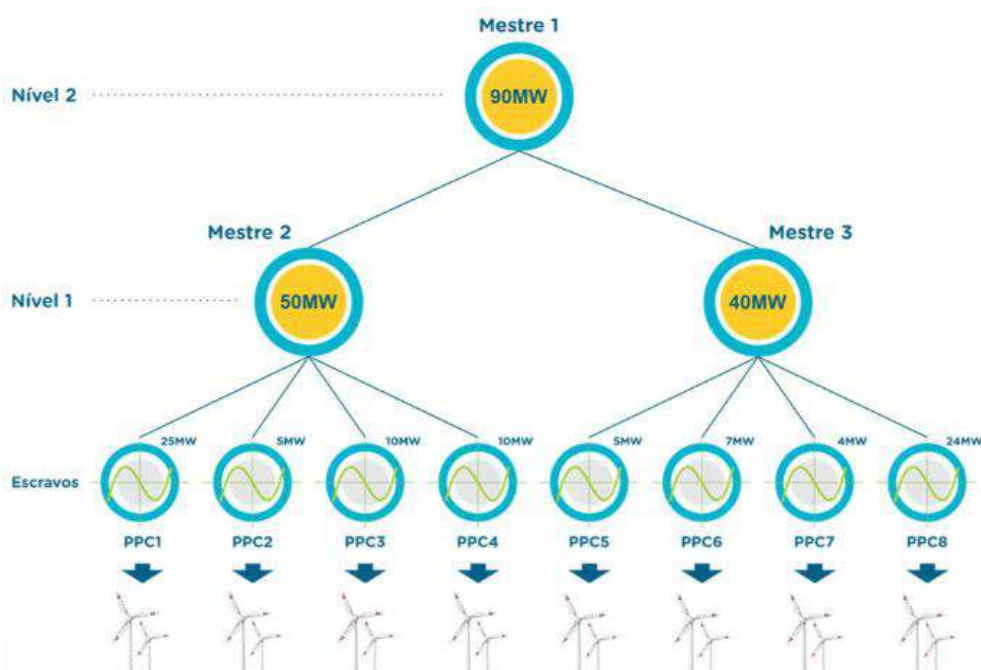 Mestre 1
Nível 2
90MW
Mestre 2
Mestre 3
Nível 1
50MW
40MW
25MW
5MW
10MW
10MW
5MW
7MW
4MW
24MW
Escravos
PPC1
PPC2
PPC3
PPC4
PPC5
PPC6
PPC7
PPC8